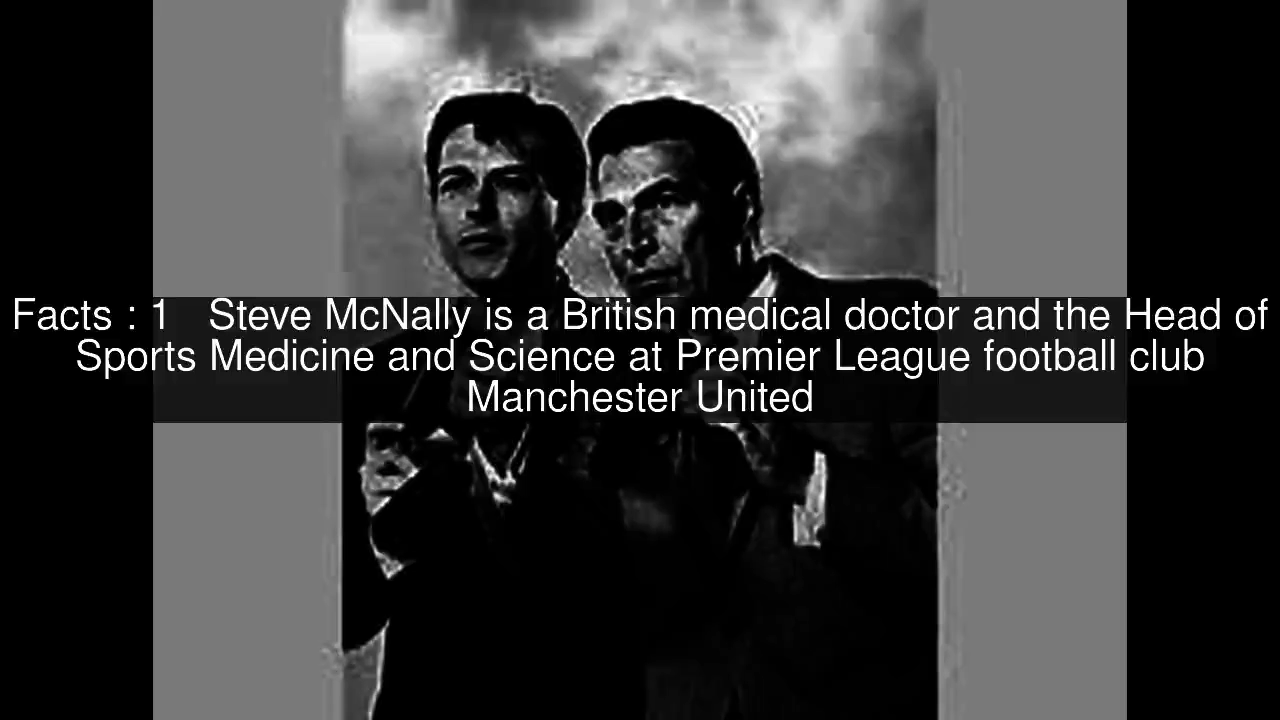 Facts : 1   Steve McNally is a British medical doctor and the Head of
Sports Medicine and Science at Premier League football club
Manchester United